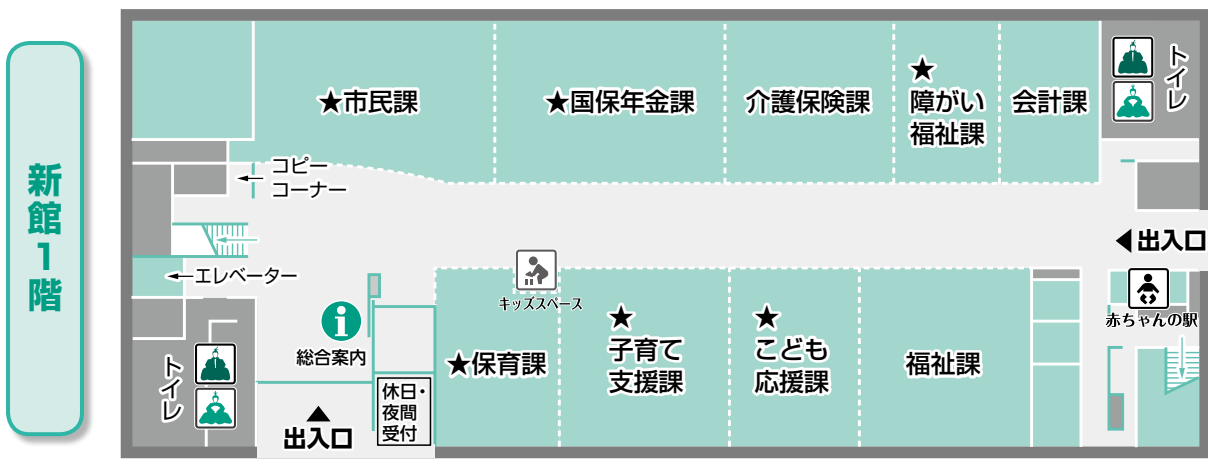 新館1階
★市民課
★国保年金課
介護保険課
★
障がい
福祉課
会計課
トイレ
コピー
コーナー
出入口
エレベーター
キッズスペース
赤ちゃんの駅
総合案内
★保育課
★
子育て
支援課
★
こども
応援課
福祉課
トイレ
休日・
夜間
受付
出入口